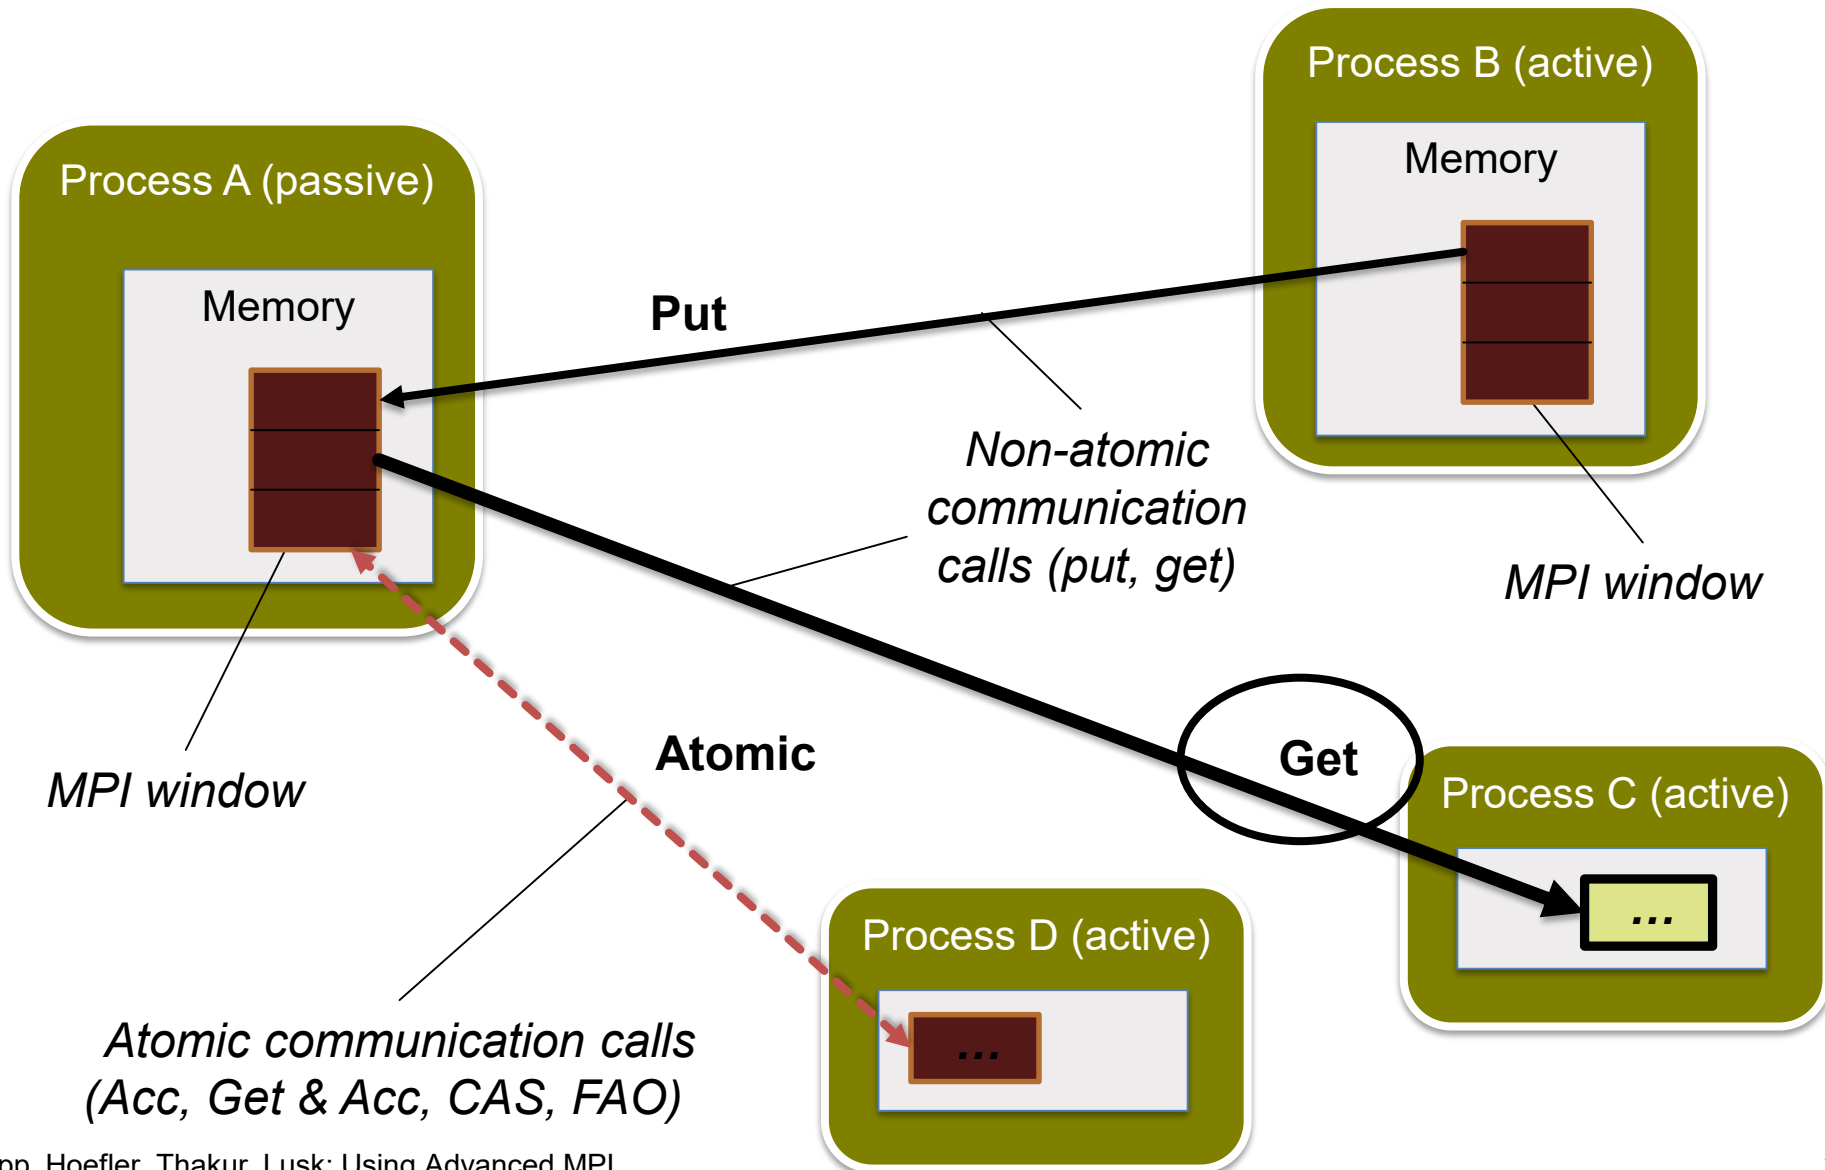 Process B (active)
Memory
MPI window
Process A (passive)
Memory
MPI window
Put
Non-atomic
communication
calls (put, get)
Atomic
Get
Process C (active)
...
Process D (active)
...
Atomic communication calls
(Acc, Get & Acc, CAS, FAO)
Hoefler, Thakur, Lusk: Using Advanced MPI